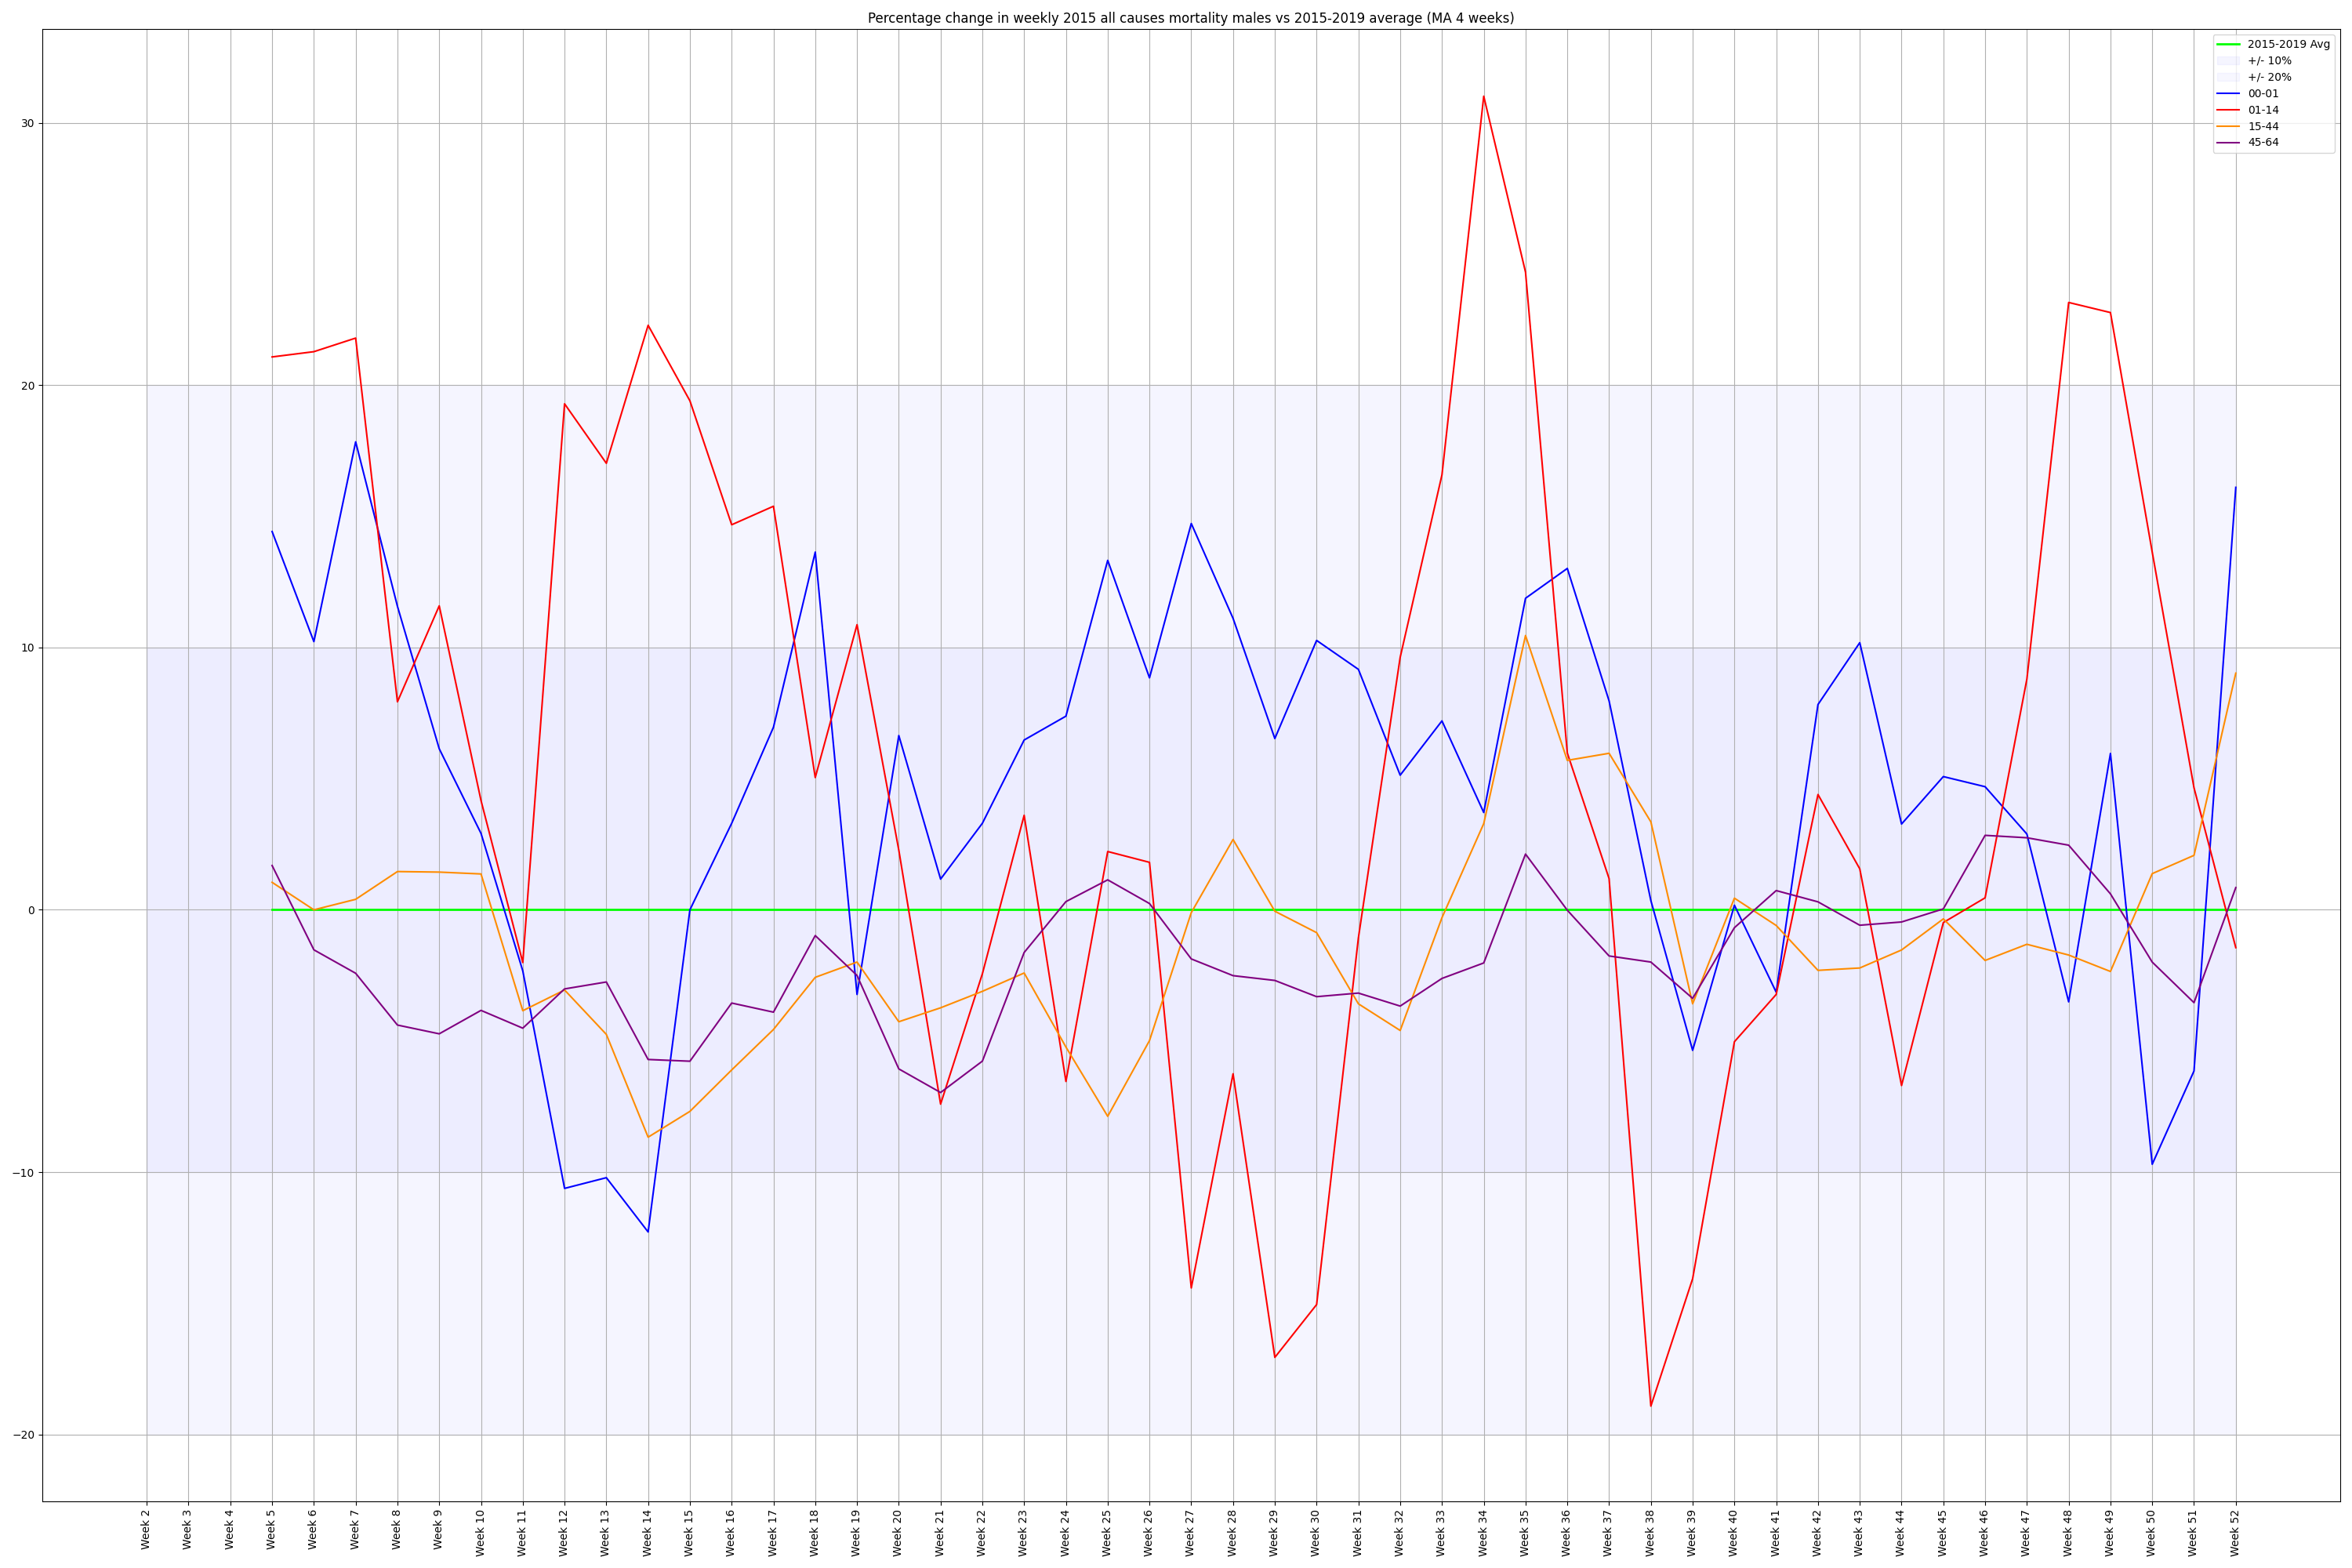 Percentage change in weekly 2015 all causes mortality males vs 2015-2019 average (MA 4 weeks)
2015-2019 Avg
+/- 10%
+/- 20%
00-01
01-14
15-44
45-64
30
20
10
0
−10
−20
Week 2
Week 3
Week 4
Week 5
Week 6
Week 7
Week 8
Week 9
Week 10
Week 11
Week 12
Week 13
Week 14
Week 15
Week 16
Week 17
Week 18
Week 19
Week 20
Week 21
Week 22
Week 23
Week 24
Week 25
Week 26
Week 27
Week 28
Week 29
Week 30
Week 31
Week 32
Week 33
Week 34
Week 35
Week 36
Week 37
Week 38
Week 39
Week 40
Week 41
Week 42
Week 43
Week 44
Week 45
Week 46
Week 47
Week 48
Week 49
Week 50
Week 51
Week 52